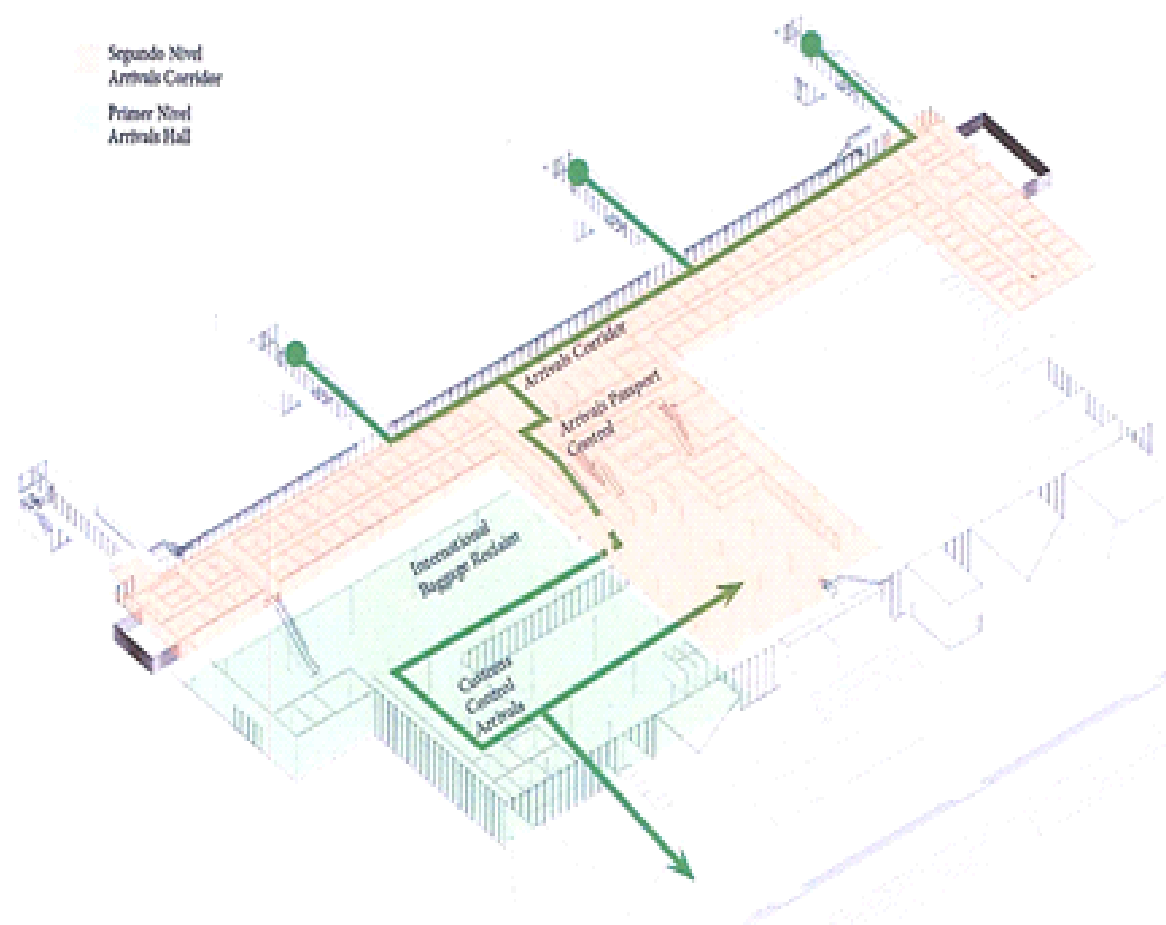 Segundo Nivel
Arrivals Corridor
Primer Nivel
Arrivals Hall
Arrivals Corridor
Arrivals Passport
Control
International
Baggage Reclaim
Customs
Control
Arrivals